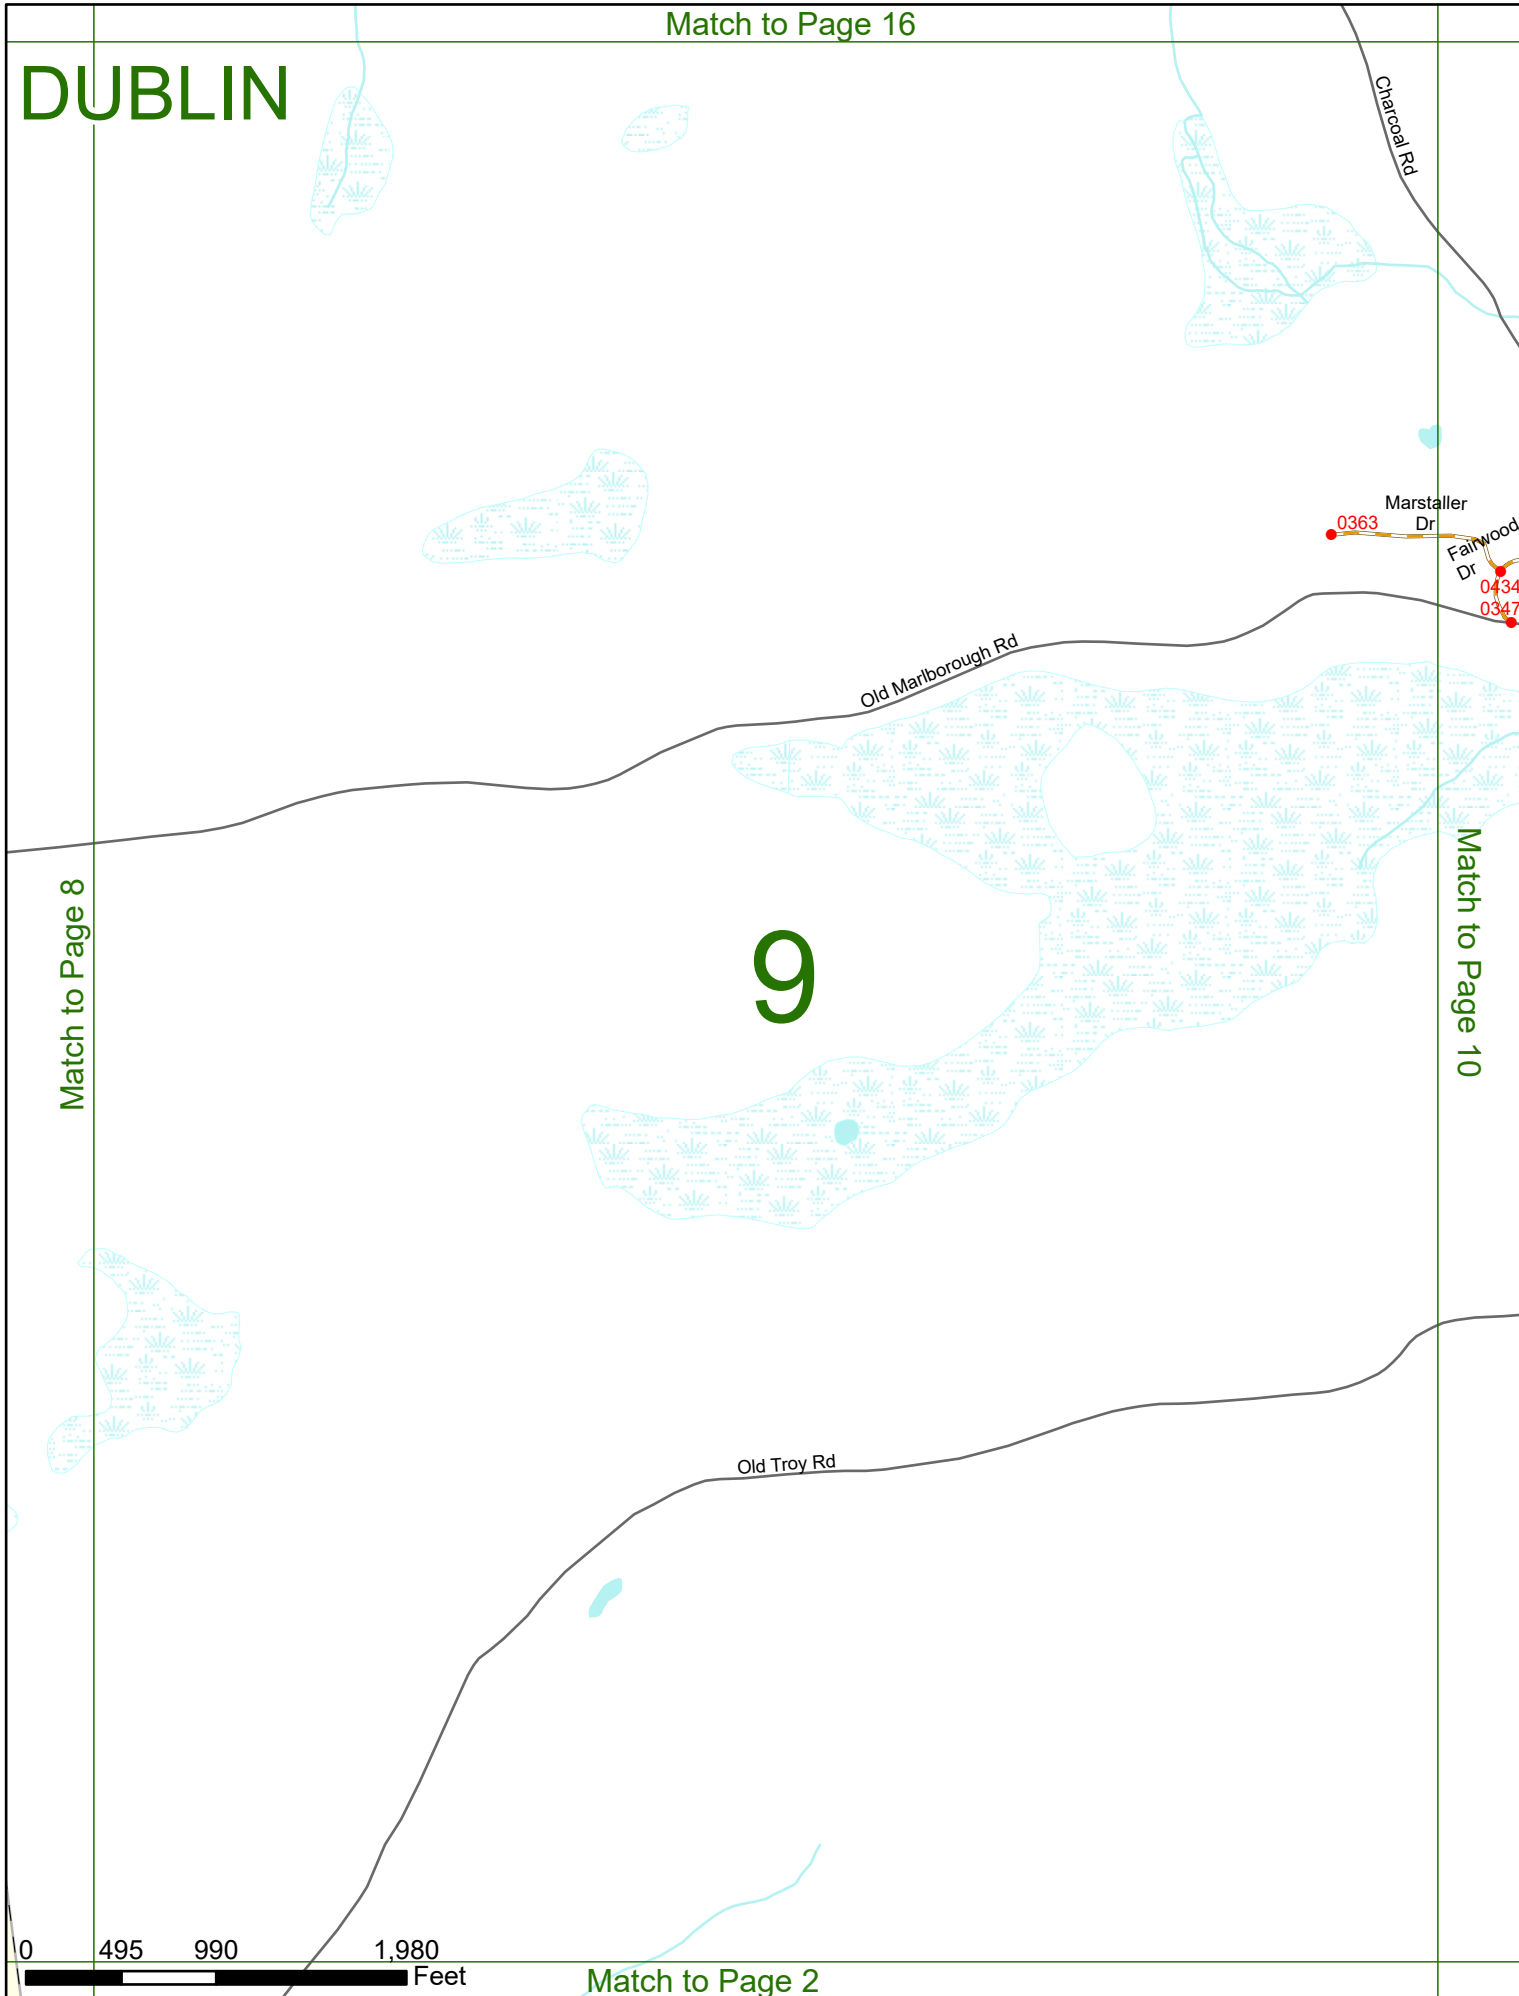 Match to Page 16
DUBLIN
Charcoal Rd
Marstaller
Dr
0363
Fairwood
Dr
0434
0347
Old Marlborough Rd
Match to Page 8
9
Match to Page 10
Old Troy Rd
0 495 990 1,980
Feet
Match to Page 2